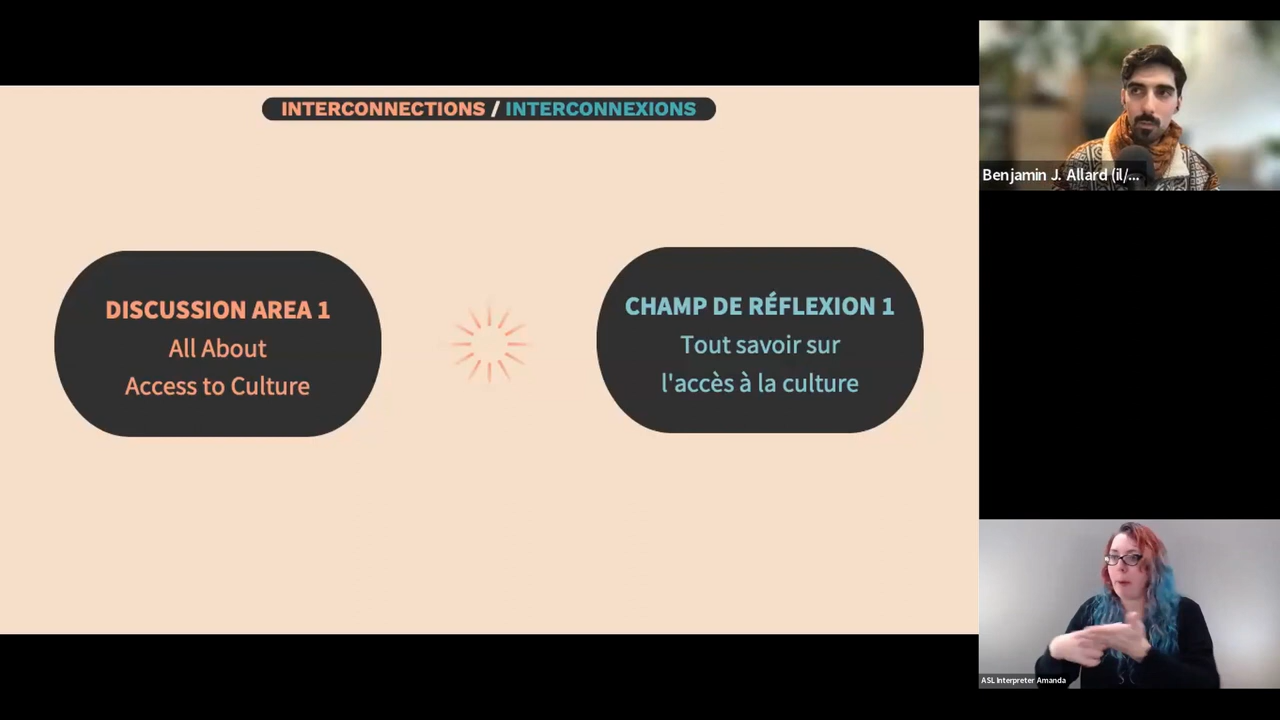 INTERCONNECTIONS / INTERCONNEXIONS
DISCUSSION AREA 1
All About
Access to Culture
CHAMP DE RÉFLEXION 1
Tout savoir sur
l'accès à la culture
Benjamin J. Allard (il/...
ASL Interpreter Amanda